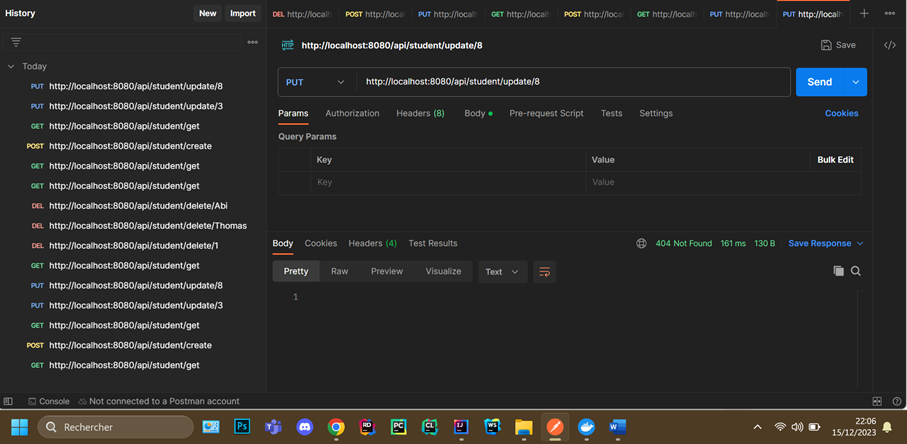 History New Import
DEL http://localh POST http://localh PUT http://localh GET http://localh POST http://localh GET http://localh PUT http://localh PUT http://localh
HTTP http://localhost:8080/api/student/update/8 Save
Today
PUT http://localhost:8080/api/student/update/8
PUT http://localhost:8080/api/student/update/3
GET http://localhost:8080/api/student/get
POST http://localhost:8080/api/student/create
GET http://localhost:8080/api/student/get
GET http://localhost:8080/api/student/get
DEL http://localhost:8080/api/student/delete/Abi
DEL http://localhost:8080/api/student/delete/Thomas
DEL http://localhost:8080/api/student/delete/1
GET http://localhost:8080/api/student/get
PUT http://localhost:8080/api/student/update/8
PUT http://localhost:8080/api/student/update/3
GET http://localhost:8080/api/student/get
POST http://localhost:8080/api/student/create
GET http://localhost:8080/api/student/get
PUT http://localhost:8080/api/student/update/8 Send
Params Authorization Headers (8) Body Pre-request Script Tests Settings Cookies
Query Params
Key Value Bulk Edit
Key Value
Body Cookies Headers (4) Test Results 404 Not Found 161 ms 130 B Save Response
Pretty Raw Preview Visualize Text
1
Console Not connected to a Postman account
Rechercher Ps RD PC CL IJ WS W 22:06
15/12/2023